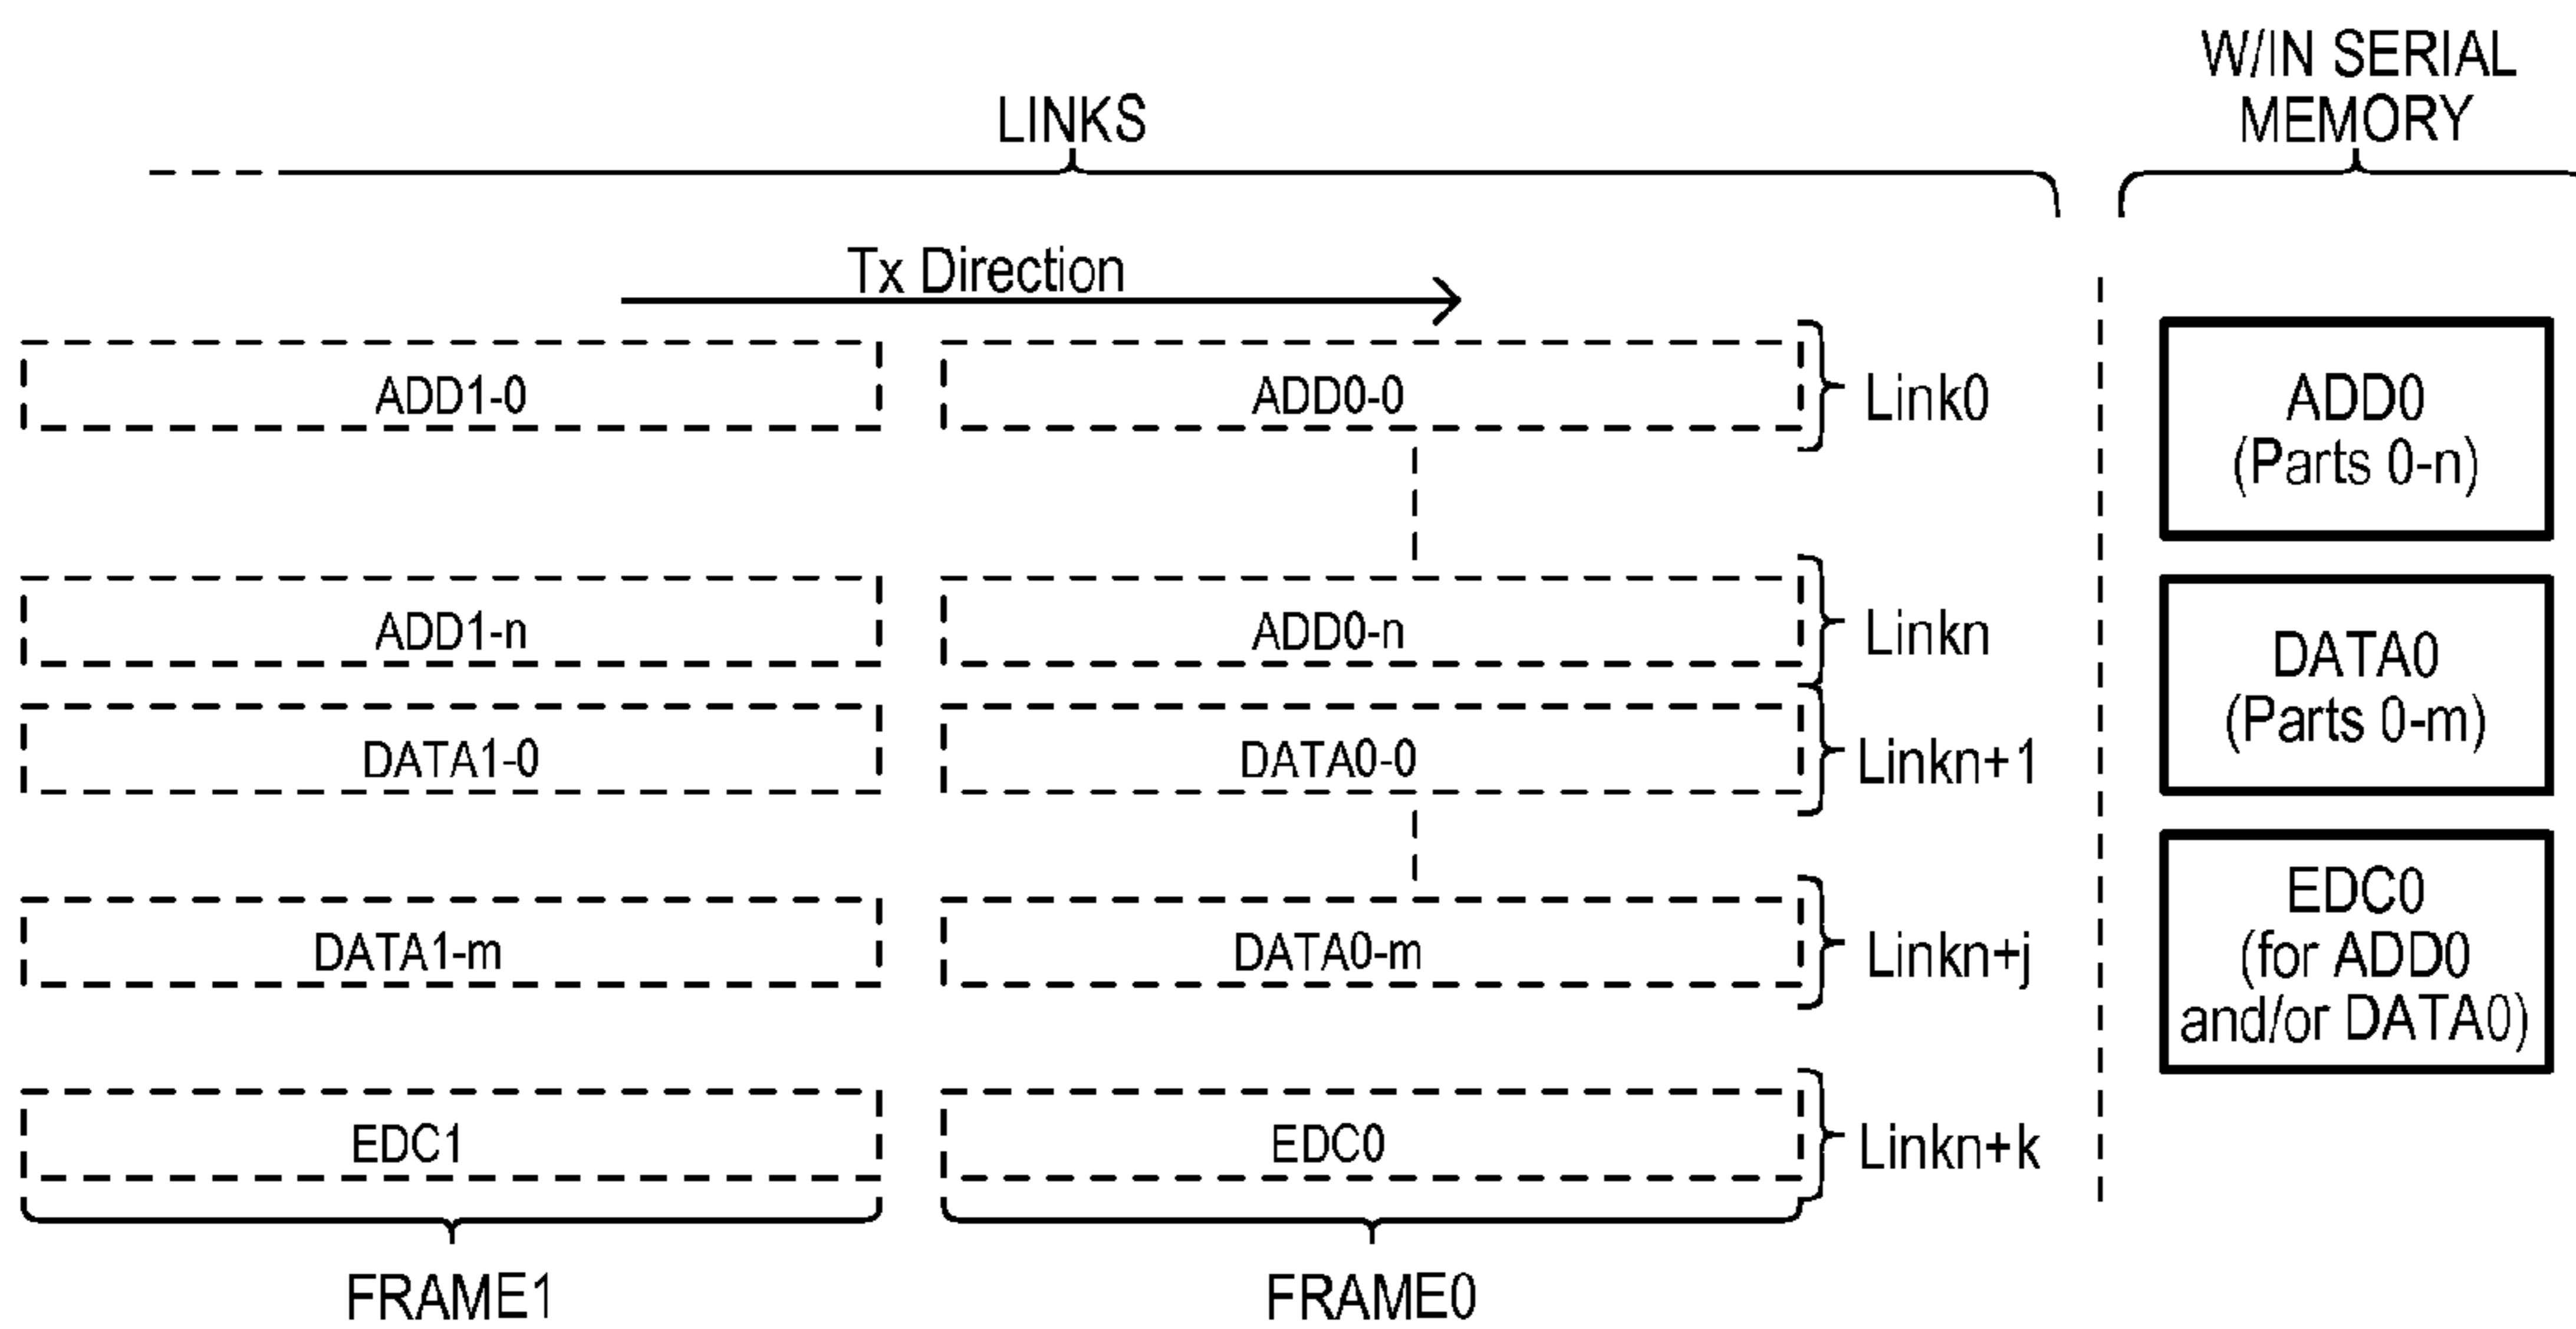 LINKS
W/IN SERIAL
MEMORY
Tx Direction
ADD1-0
ADD0-0
Link0
ADD0
(Parts 0-n)
ADD1-n
ADD0-n
Linkn
DATA0
(Parts 0-m)
DATA1-0
DATA0-0
Linkn+1
DATA1-m
DATA0-m
Linkn+j
EDC0
(for ADD0
and/or DATA0)
EDC1
EDC0
Linkn+k
FRAME1
FRAME0